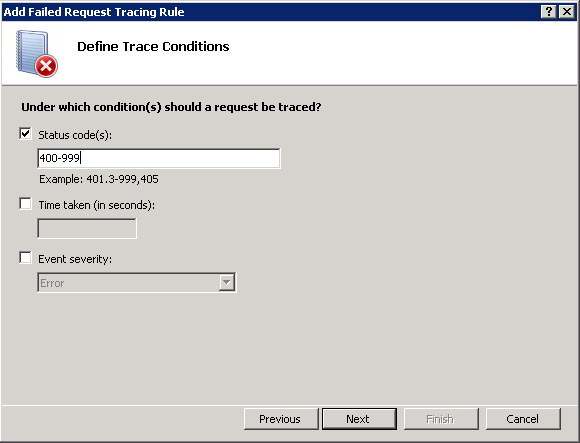 Add Failed Request Tracing Rule
Define Trace Conditions
Under which condition(s) should a request be traced?
Status code(s):
400-999
Example: 401.3-999,405
Time taken (in seconds):
Event severity:
Error
Previous Next Finish Cancel